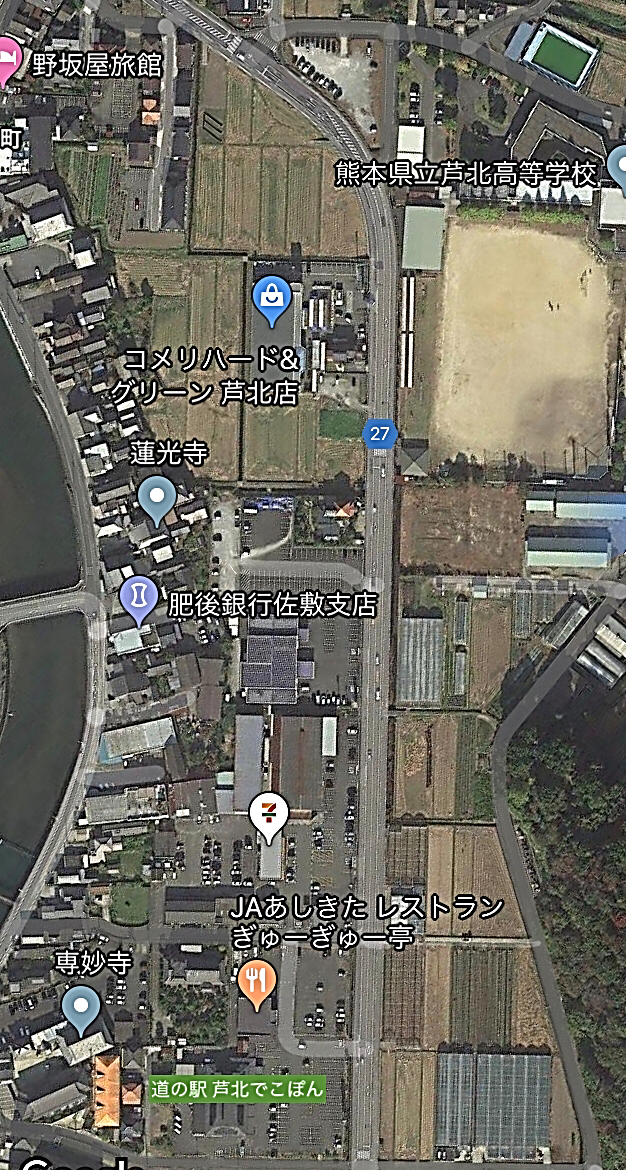 野坂屋旅館
町
熊本県立芦北高等学校
コメリハード&
グリーン 芦北店
27
蓮光寺
肥後銀行佐敷支店
7
JAあしきた レストラン
ぎゅーぎゅー亭
専妙寺
道の駅 芦北でこぽん
Google